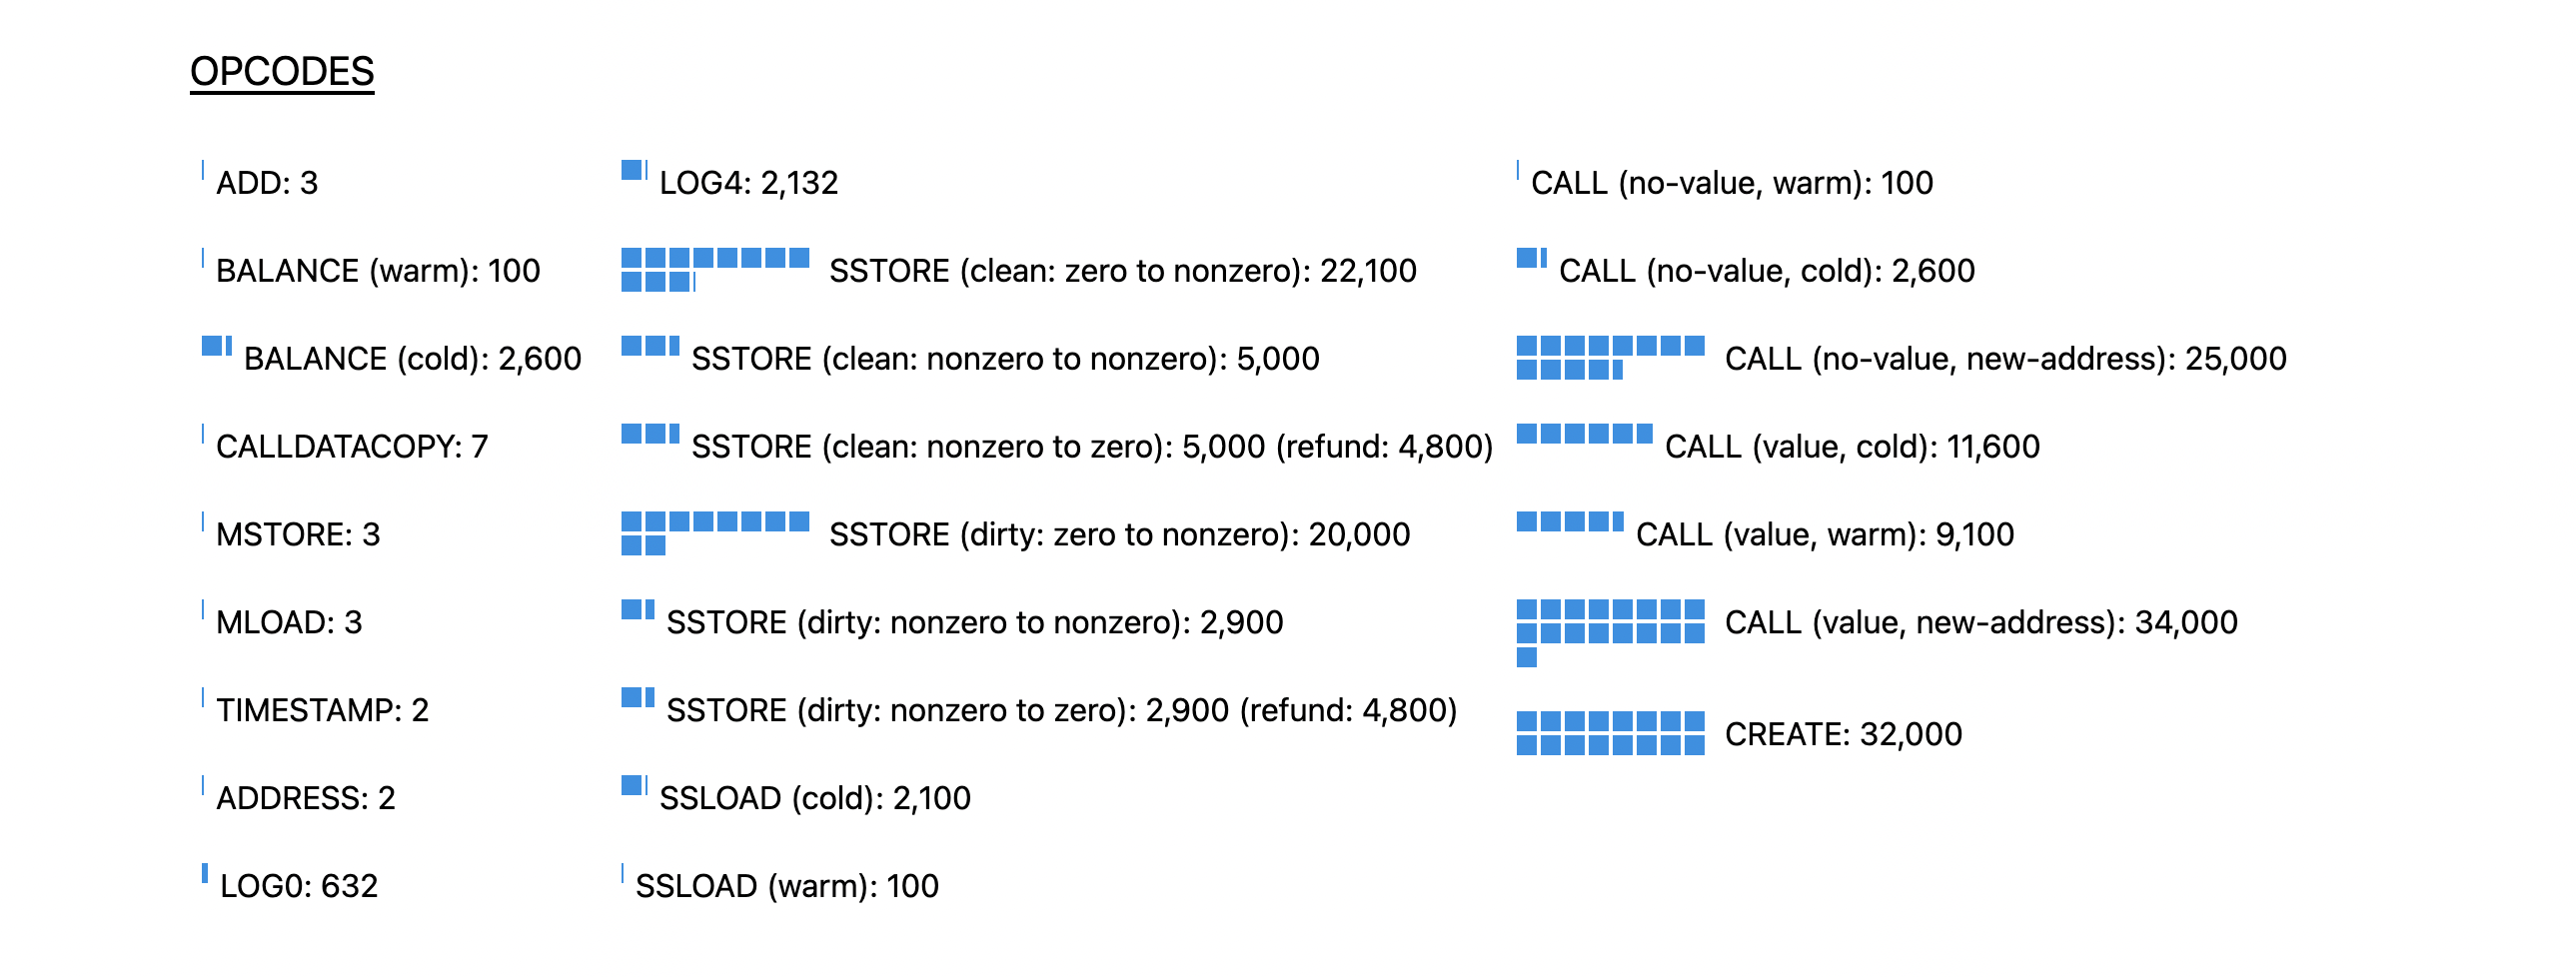 OPCODES
ADD: 3
BALANCE (warm): 100
BALANCE (cold): 2,600
CALLDATACOPY: 7
MSTORE: 3
MLOAD: 3
TIMESTAMP: 2
ADDRESS: 2
LOG0: 632
LOG4: 2,132
SSTORE (clean: zero to nonzero): 22,100
SSTORE (clean: nonzero to nonzero): 5,000
SSTORE (clean: nonzero to zero): 5,000 (refund: 4,800)
SSTORE (dirty: zero to nonzero): 20,000
SSTORE (dirty: nonzero to nonzero): 2,900
SSTORE (dirty: nonzero to zero): 2,900 (refund: 4,800)
SSLOAD (cold): 2,100
SSLOAD (warm): 100
CALL (no-value, warm): 100
CALL (no-value, cold): 2,600
CALL (no-value, new-address): 25,000
CALL (value, cold): 11,600
CALL (value, warm): 9,100
CALL (value, new-address): 34,000
CREATE: 32,000